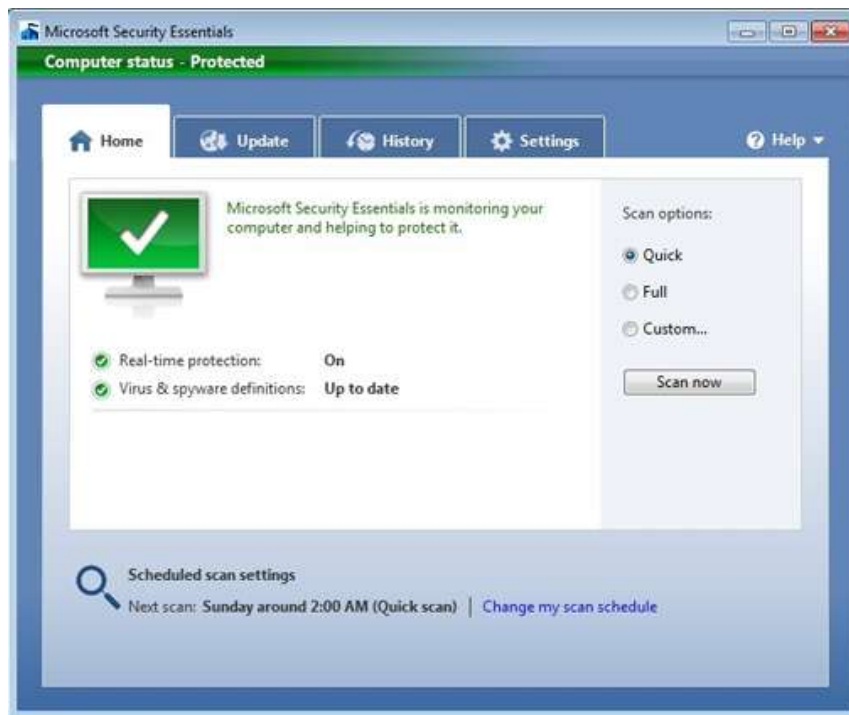 Microsoft Security Essentials
Computer status - Protected
Home
Update
History
Settings
Help
Microsoft Security Essentials is monitoring your
computer and helping to protect it.
Real-time protection: On
Virus & spyware definitions: Up to date
Scan options:
Quick
Full
Custom...
Scan now
Scheduled scan settings
Next scan: Sunday around 2:00 AM (Quick scan) | Change my scan schedule